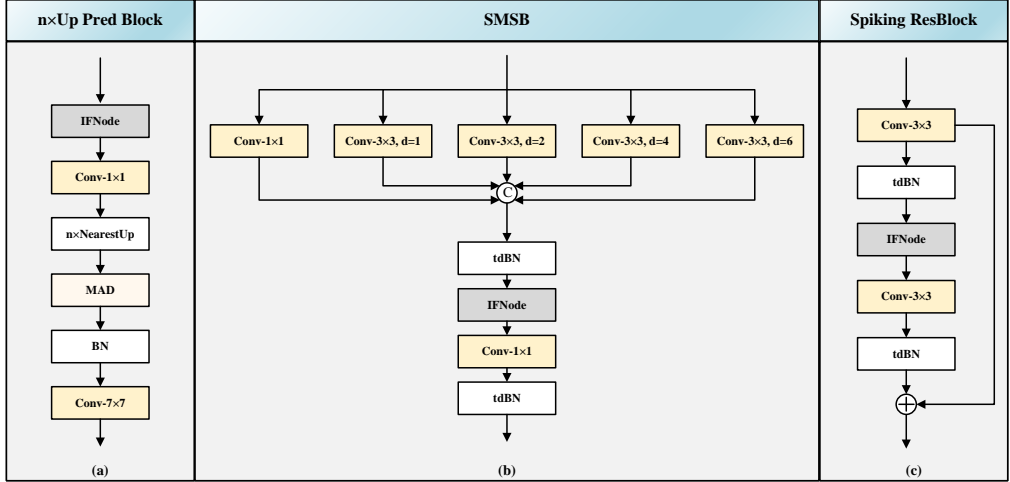 n×Up Pred Block
SMSB
Spiking ResBlock
IFNode
Conv-1×1
n×NearestUp
MAD
BN
Conv-7×7
(a)
Conv-1×1
Conv-3×3, d=1
Conv-3×3, d=2
Conv-3×3, d=4
Conv-3×3, d=6
C
tdBN
IFNode
Conv-1×1
tdBN
(b)
Conv-3×3
tdBN
IFNode
Conv-3×3
tdBN
(c)